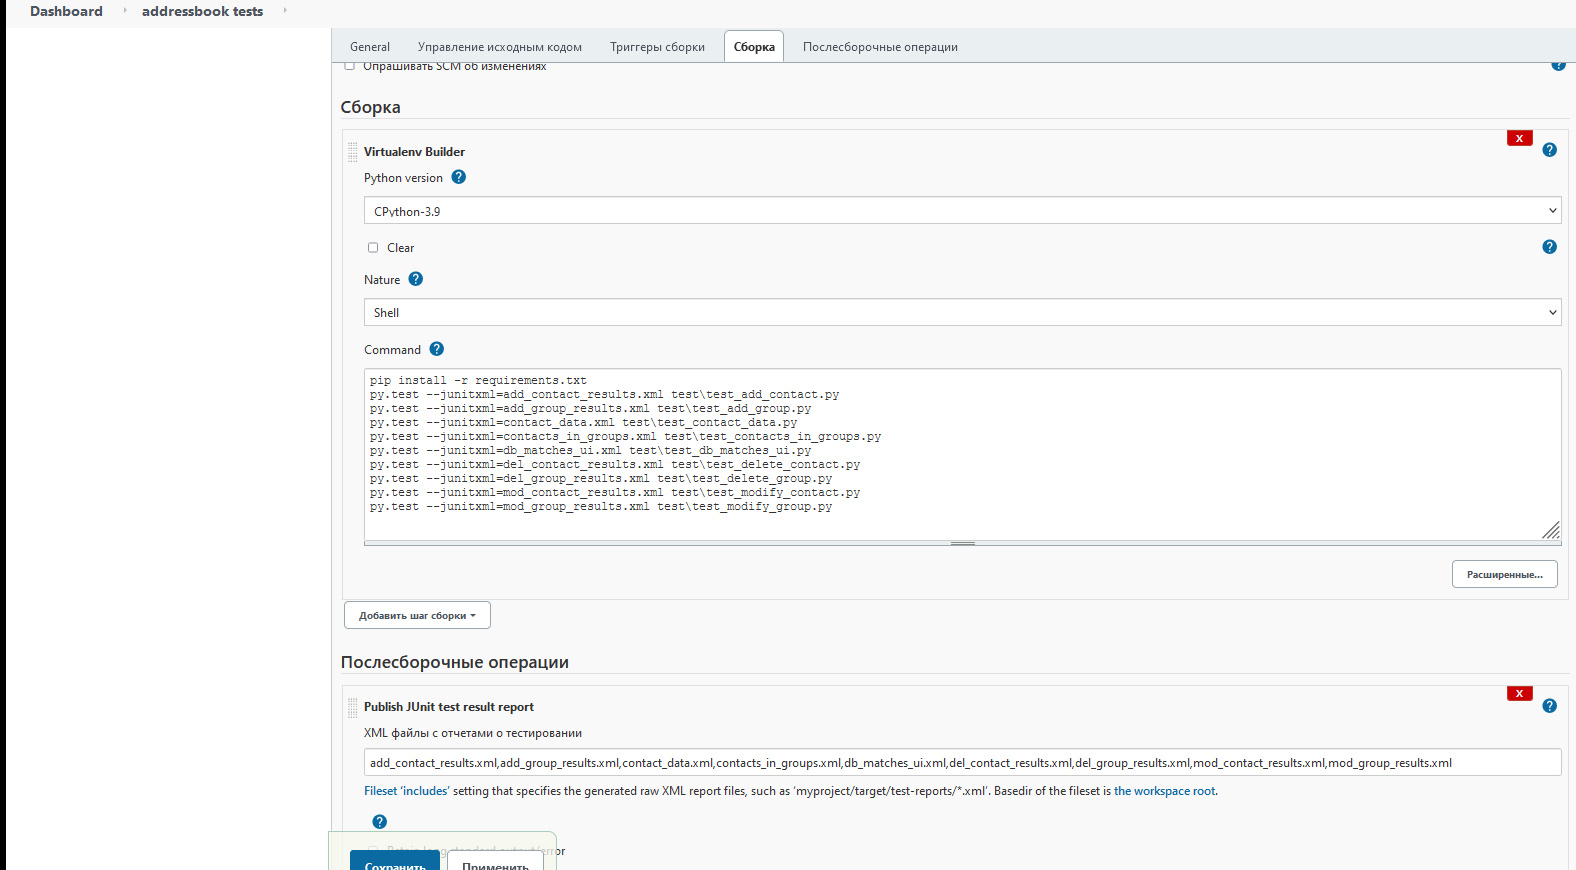 Dashboard
addressbook tests
General
Управление исходным кодом
Триггеры сборки
Сборка
Послесборочные операции
Опрашивать SCM об изменениях
?
Сборка
X
Virtualenv Builder
?
Python version ?
CPython-3.9
Clear
?
Nature ?
Shell
Command ?
pip install -r requirements.txt
py.test --junitxml=add_contact_results.xml test\test_add_contact.py
py.test --junitxml=add_group_results.xml test\test_add_group.py
py.test --junitxml=contact_data.xml test\test_contact_data.py
py.test --junitxml=contacts_in_groups.xml test\test_contacts_in_groups.py
py.test --junitxml=db_matches_ui.xml test\test_db_matches_ui.py
py.test --junitxml=del_contact_results.xml test\test_delete_contact.py
py.test --junitxml=del_group_results.xml test\test_delete_group.py
py.test --junitxml=mod_contact_results.xml test\test_modify_contact.py
py.test --junitxml=mod_group_results.xml test\test_modify_group.py
Расширенные...
Добавить шаг сборки
Послесборочные операции
X
Publish JUnit test result report
?
XML файлы с отчетами о тестировании
add_contact_results.xml,add_group_results.xml,contact_data.xml,contacts_in_groups.xml,db_matches_ui.xml,del_contact_results.xml,del_group_results.xml,mod_contact_results.xml,mod_group_results.xml
Fileset ‘includes’ setting that specifies the generated raw XML report files, such as ‘myproject/target/test-reports/*.xml’. Basedir of the fileset is the workspace root.
?
Retain long standard output/error
Сохранить
Применить